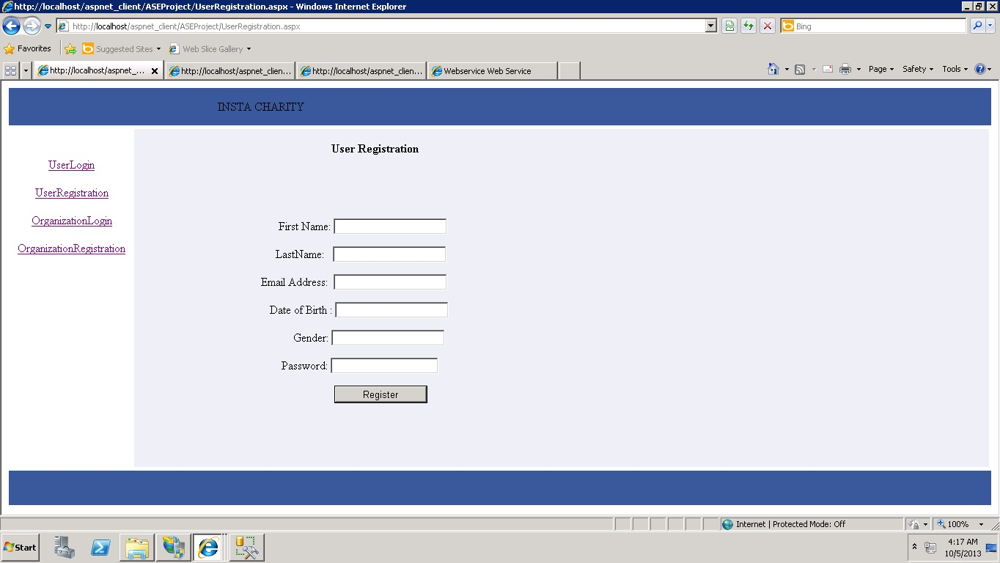 http://localhost/aspnet_client/ASEProject/UserRegistration.aspx - Windows Internet Explorer
http://localhost/aspnet_client/ASEProject/UserRegistration.aspx
Bing
Favorites
Suggested Sites
Web Slice Gallery
http://localhost/aspnet_...
http://localhost/aspnet_clien...
http://localhost/aspnet_clien...
Webservice Web Service
Page
Safety
Tools
INSTA CHARITY
UserLogin
UserRegistration
OrganizationLogin
OrganizationRegistration
User Registration
First Name:
LastName:
Email Address:
Date of Birth :
Gender:
Password:
Register
Internet | Protected Mode: Off
100%
Start
4:17 AM
10/5/2013